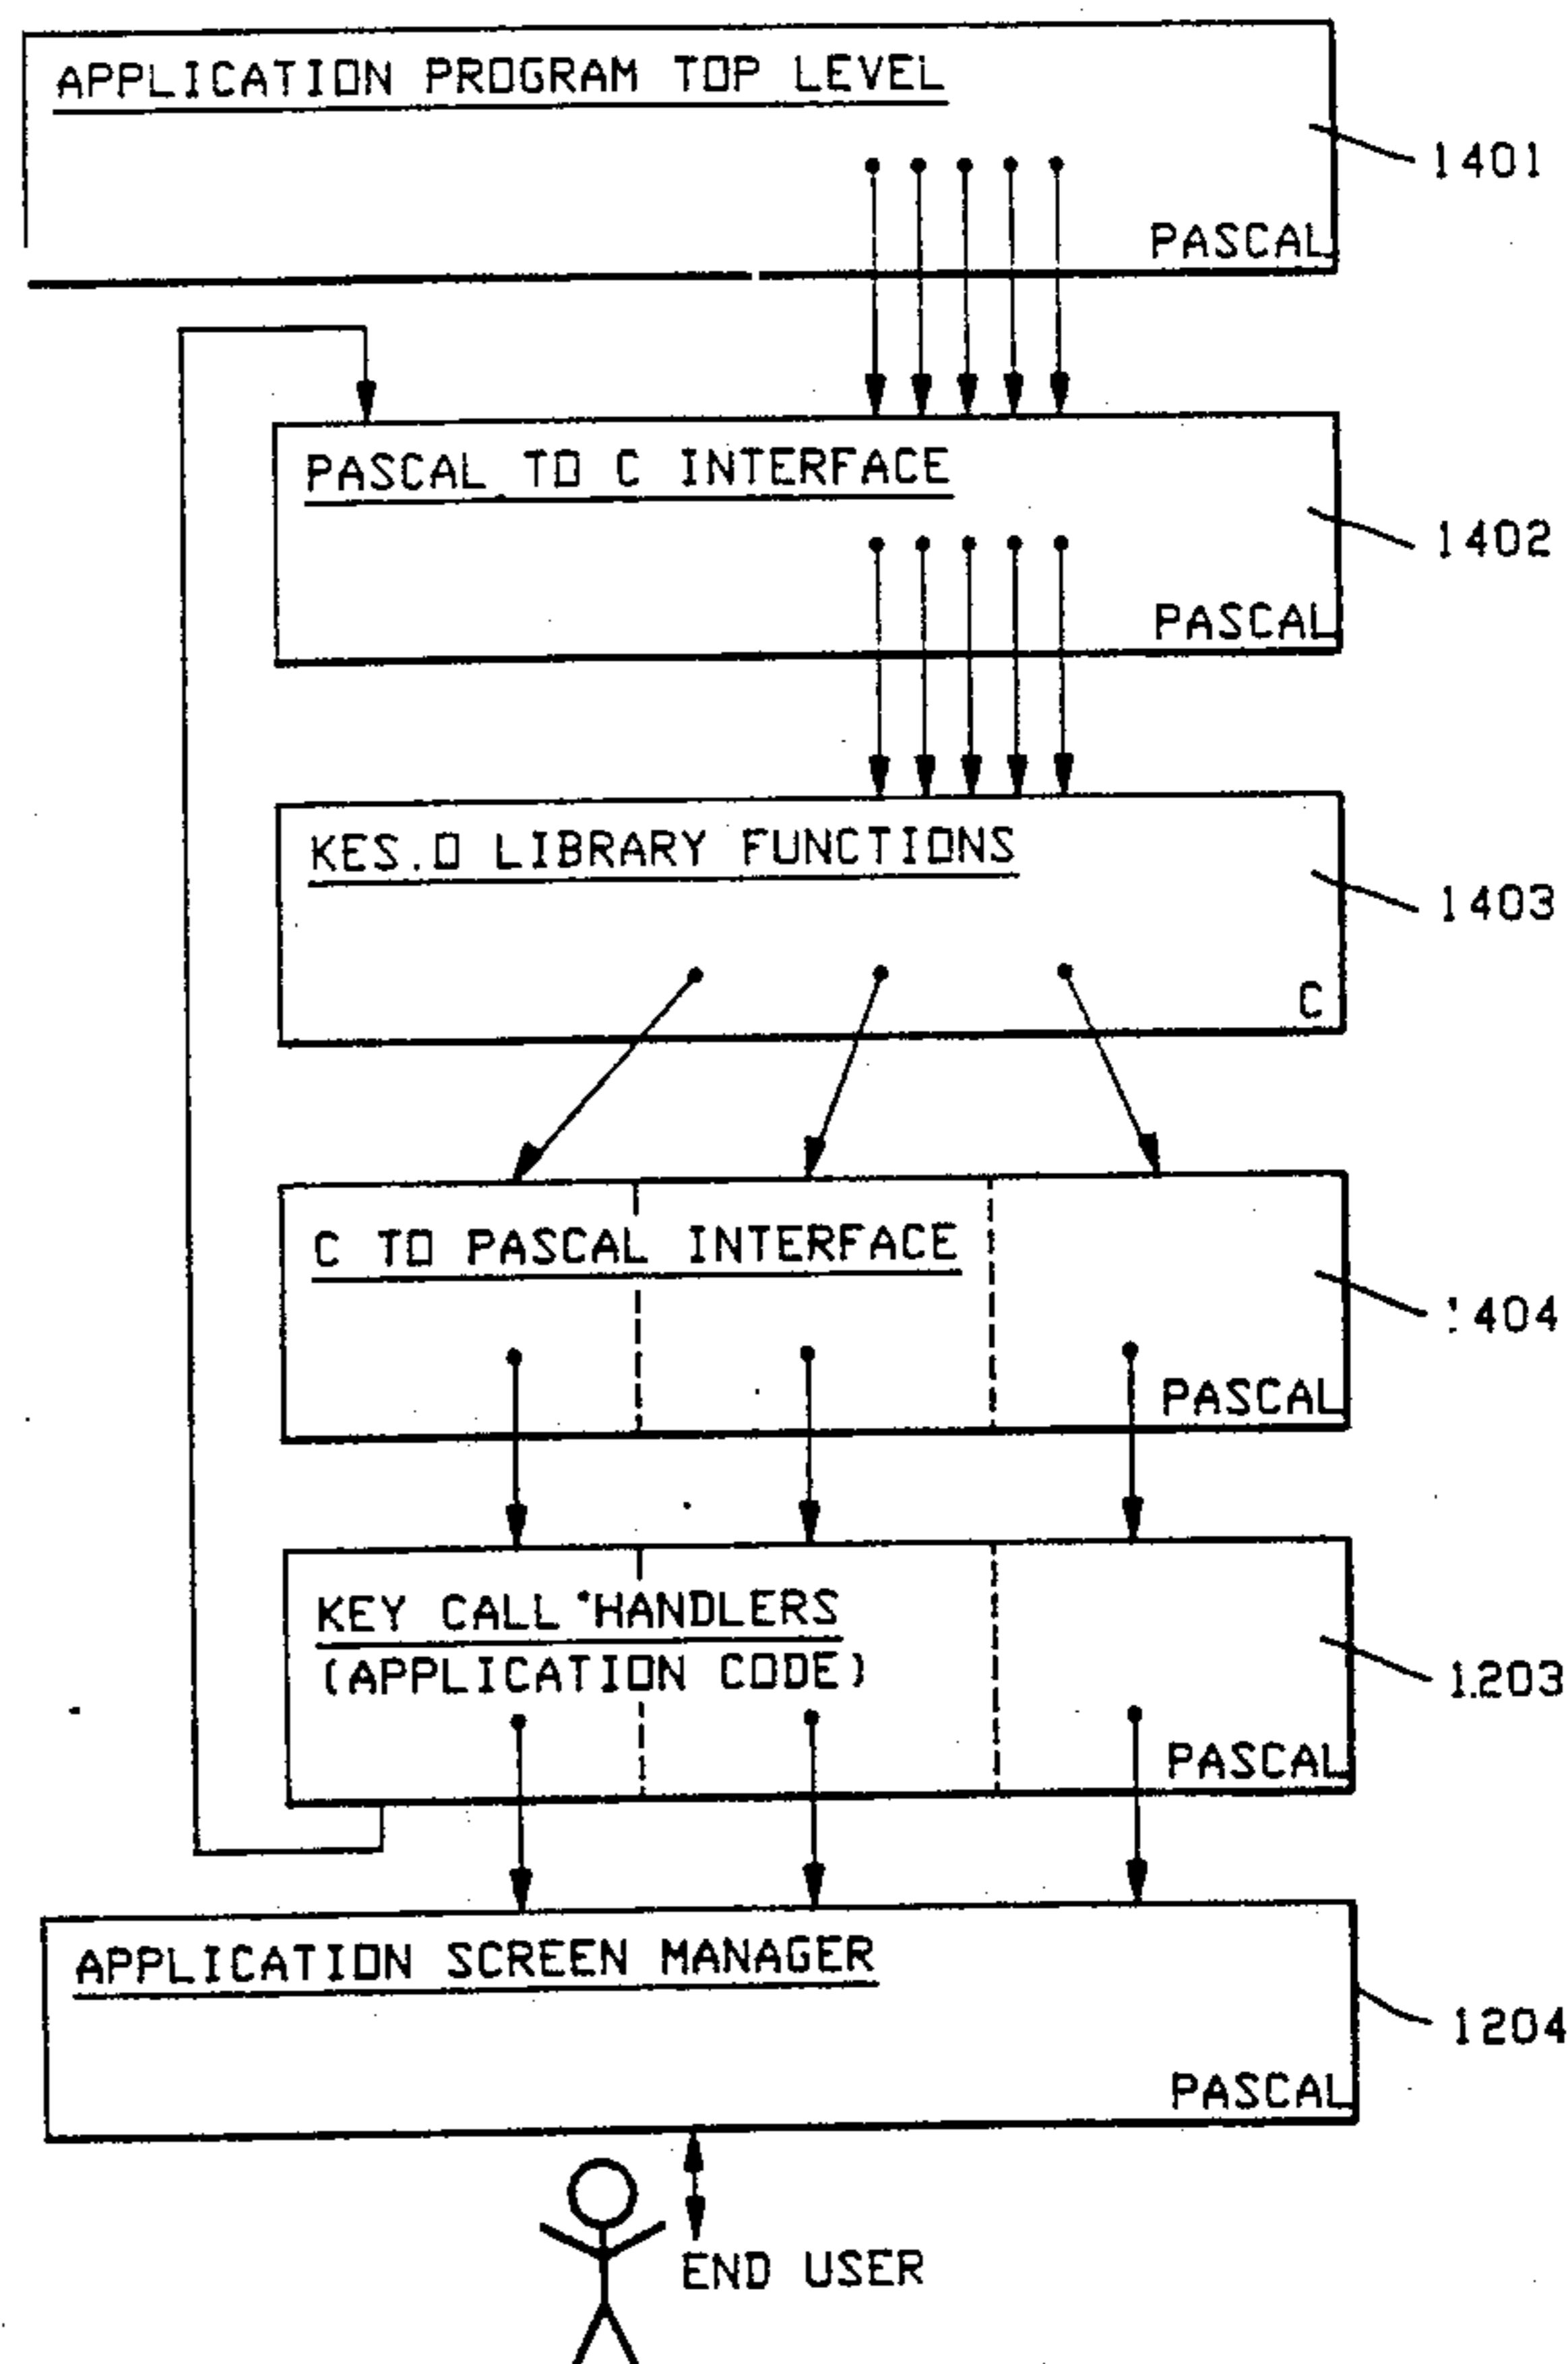 APPLICATION PROGRAM TOP LEVEL
1401
PASCAL
PASCAL TO C INTERFACE
1402
PASCAL
KES.O LIBRARY FUNCTIONS
1403
C
C TO PASCAL INTERFACE
1404
PASCAL
KEY CALL HANDLERS
(APPLICATION CODE)
1203
PASCAL
APPLICATION SCREEN MANAGER
1204
PASCAL
END USER